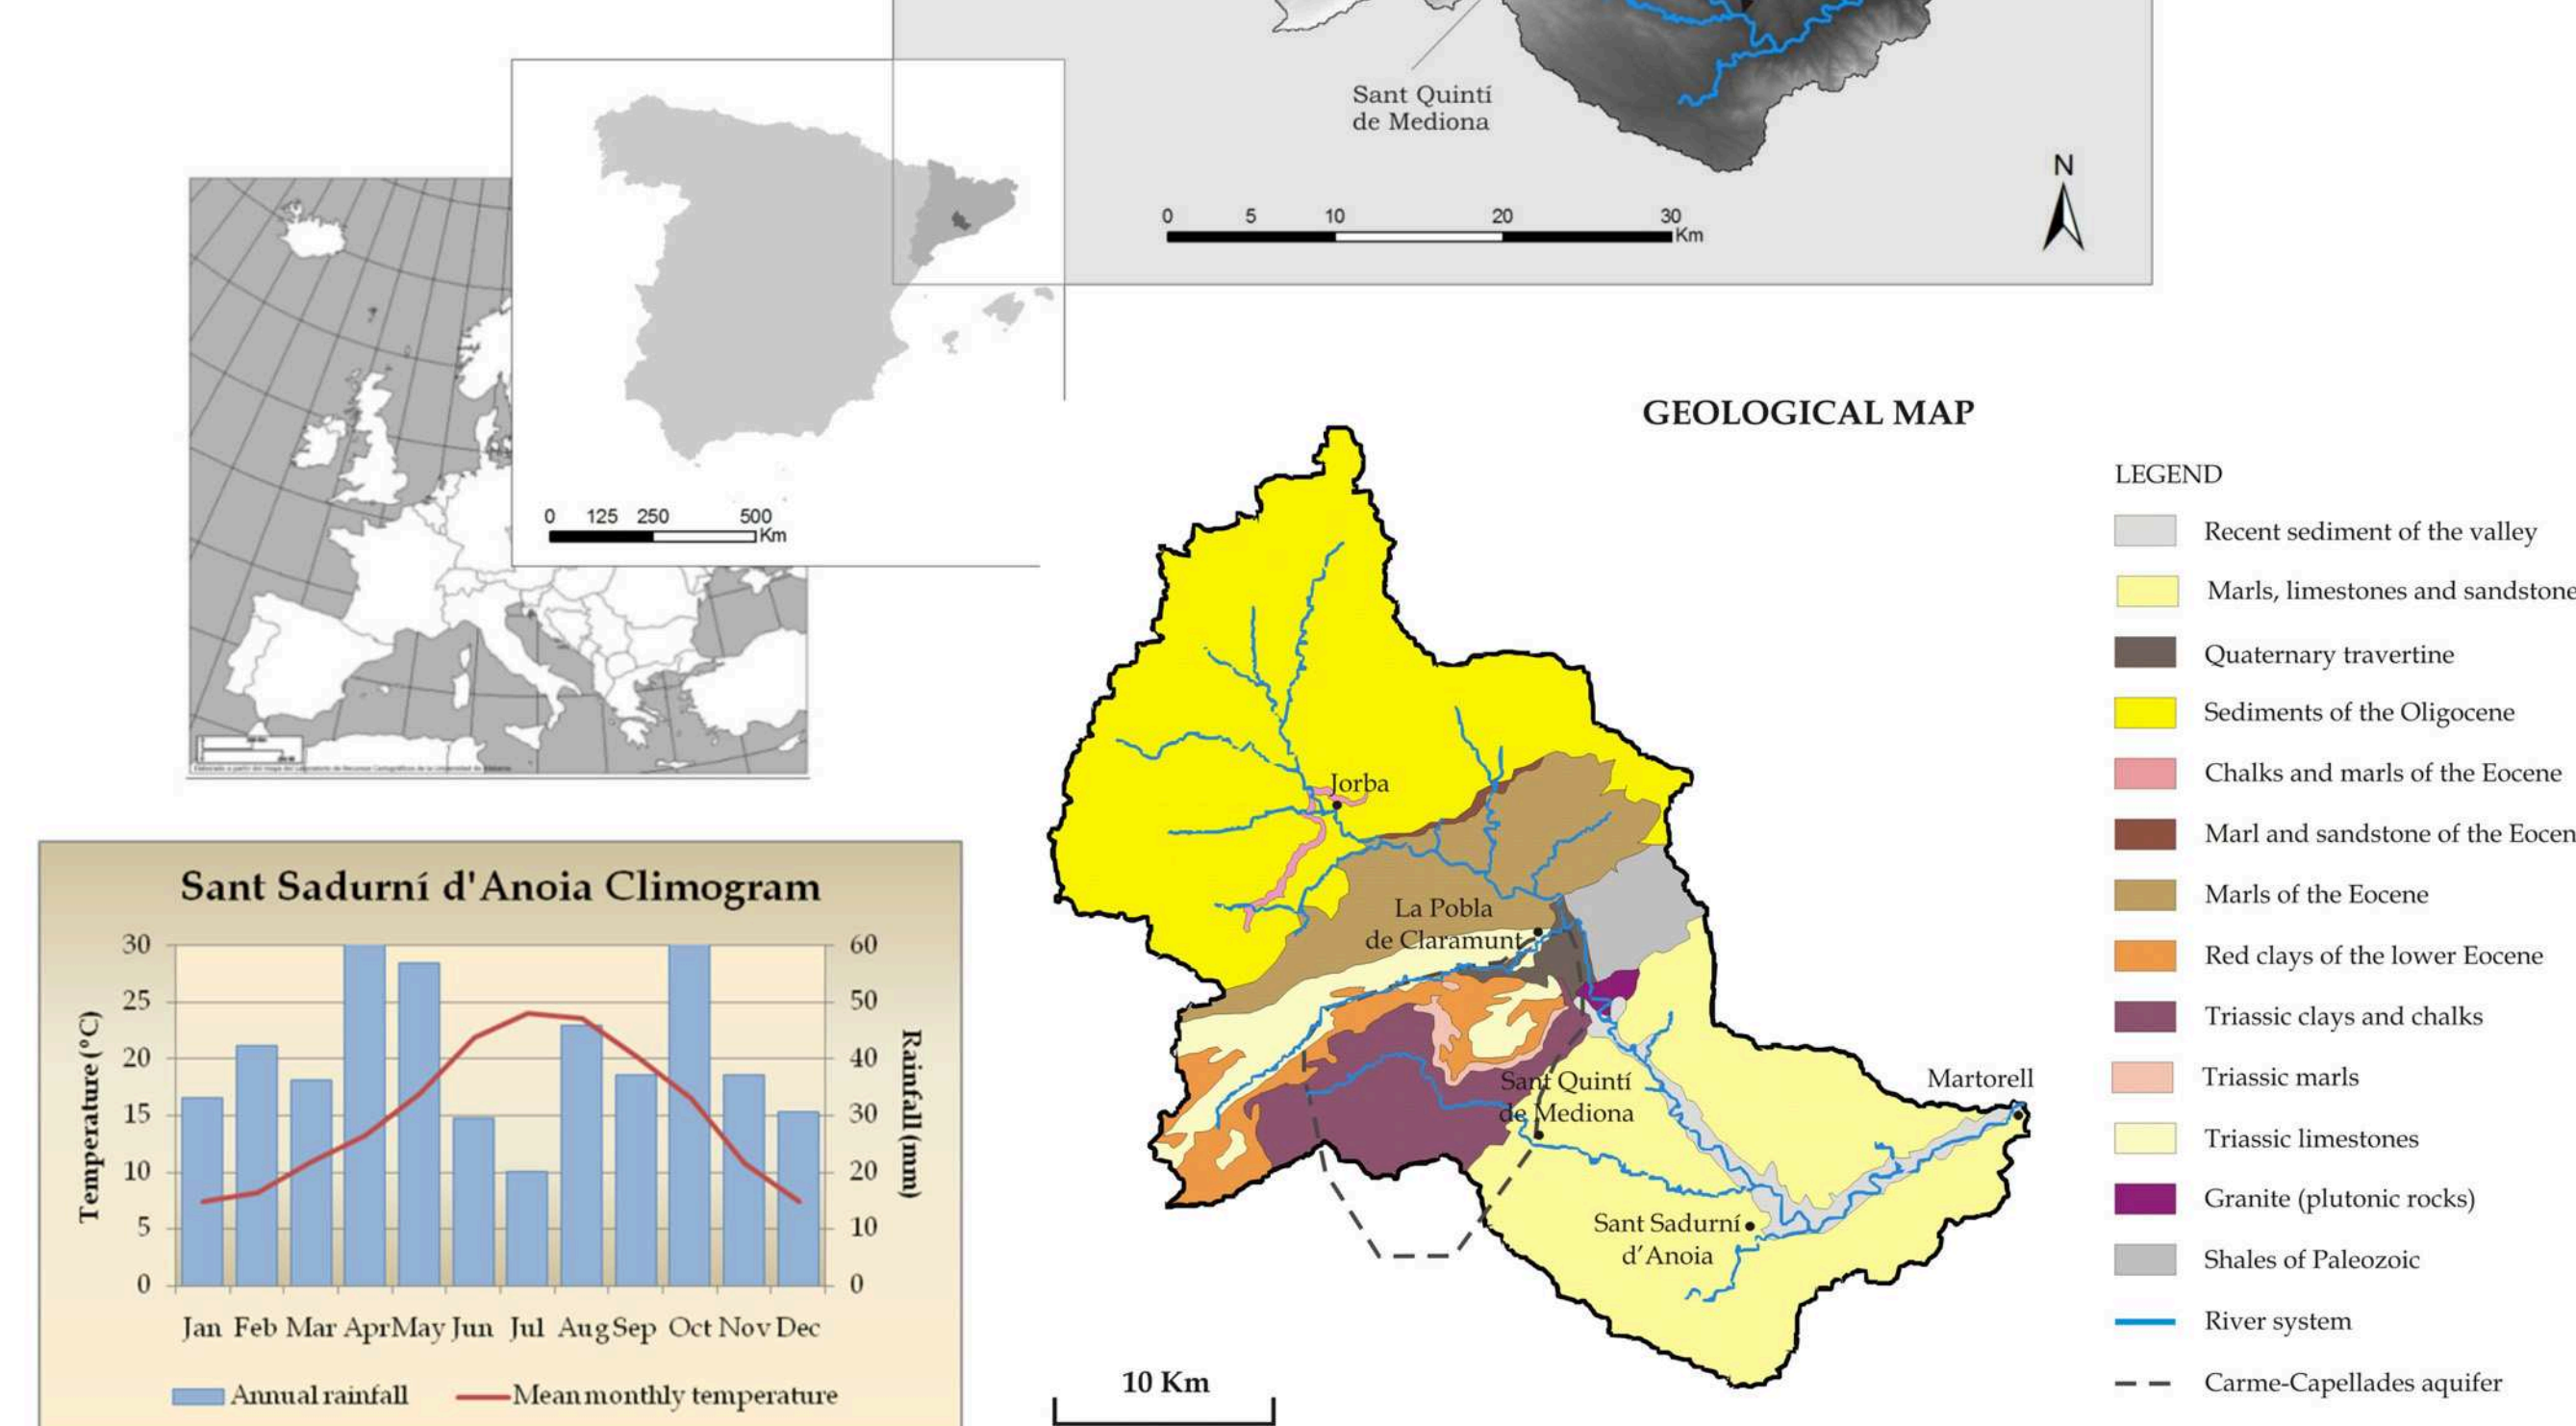 Sant Quintí
de Mediona
N
0 5 10 20 30
Km
0 125 250 500
Km
GEOLOGICAL MAP
LEGEND
Recent sediment of the valley
Marls, limestones and sandstone
Quaternary travertine
Sediments of the Oligocene
Chalks and marls of the Eocene
Marl and sandstone of the Eocen
Marls of the Eocene
Red clays of the lower Eocene
Triassic clays and chalks
Triassic marls
Triassic limestones
Granite (plutonic rocks)
Shales of Paleozoic
River system
Carme-Capellades aquifer
Jorba
La Pobla
de Claramunt
Sant Quintí
de Mediona
Martorell
Sant Sadurní
d'Anoia
10 Km
Sant Sadurní d'Anoia Climogram
30 60
25 50
20 40
15 30
10 20
5 10
0 0
Temperature (°C)
Rainfall (mm)
Jan Feb Mar Apr May Jun Jul Aug Sep Oct Nov Dec
Annual rainfall Mean monthly temperature